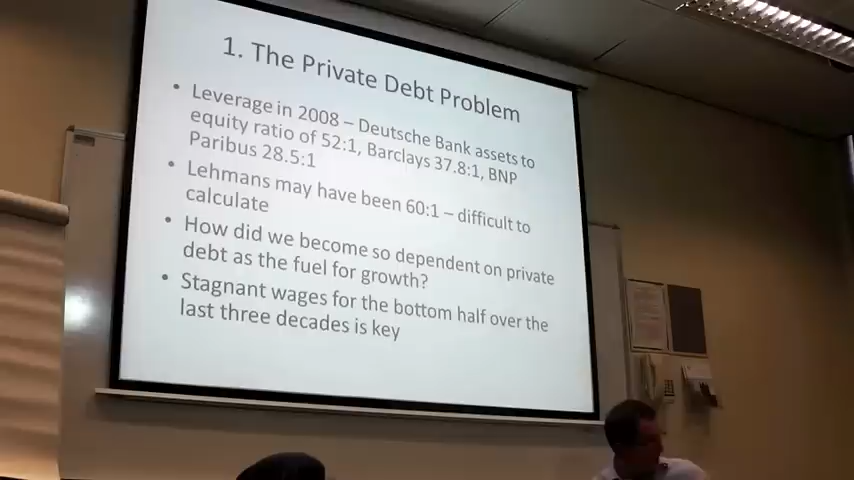 1. The Private Debt Problem
• Leverage in 2008 – Deutsche Bank assets to
equity ratio of 52:1, Barclays 37.8:1, BNP
Paribus 28.5:1
• Lehmans may have been 60:1 – difficult to
calculate
• How did we become so dependent on private
debt as the fuel for growth?
• Stagnant wages for the bottom half over the
last three decades is key